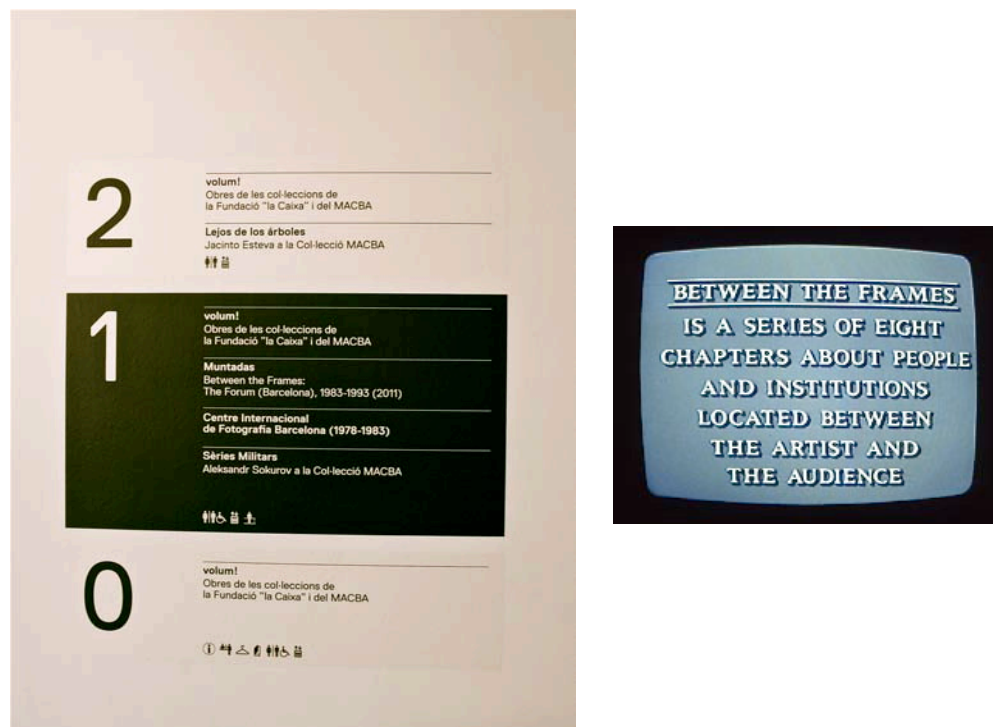 2
volum!
Obres de les col·leccions de
la Fundació "la Caixa" i del MACBA
Lejos de los árboles
Jacinto Esteva a la Col·lecció MACBA
1
volum!
Obres de les col·leccions de
la Fundació "la Caixa" i del MACBA
Muntadas
Between the Frames:
The Forum (Barcelona), 1983-1993 (2011)
Centre Internacional
de Fotografia Barcelona (1978-1983)
Sèries Militars
Aleksandr Sokurov a la Col·lecció MACBA
0
volum!
Obres de les col·leccions de
la Fundació "la Caixa" i del MACBA
BETWEEN THE FRAMES
IS A SERIES OF EIGHT
CHAPTERS ABOUT PEOPLE
AND INSTITUTIONS
LOCATED BETWEEN
THE ARTIST AND
THE AUDIENCE